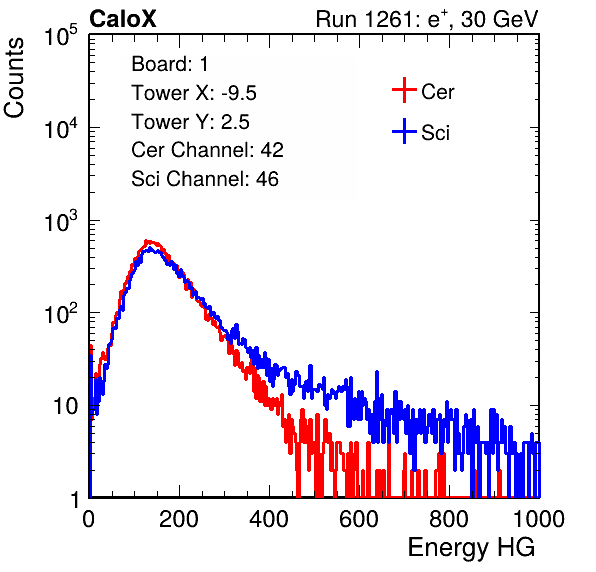 CaloX Run 1261: e⁺, 30 GeV
Counts
Board: 1
Tower X: -9.5
Tower Y: 2.5
Cer Channel: 42
Sci Channel: 46
Cer
Sci
10⁵
10⁴
10³
10²
10
1
0 200 400 600 800 1000
Energy HG